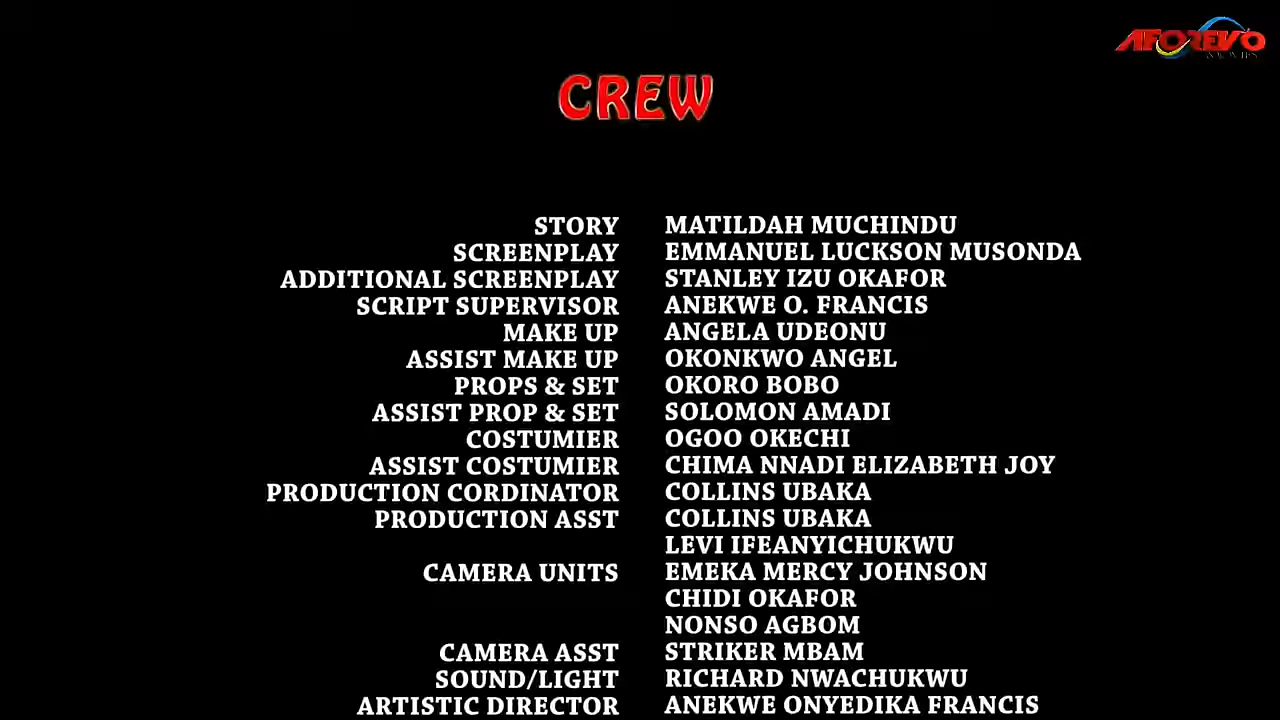 AFOREVO
CREW
STORY MATILDAH MUCHINDU
SCREENPLAY EMMANUEL LUCKSON MUSONDA
ADDITIONAL SCREENPLAY STANLEY IZU OKAFOR
SCRIPT SUPERVISOR ANEKWE O. FRANCIS
MAKE UP ANGELA UDEONU
ASSIST MAKE UP OKONKWO ANGEL
PROPS & SET OKORO BOBO
ASSIST PROP & SET SOLOMON AMADI
COSTUMIER OGOO OKECHI
ASSIST COSTUMIER CHIMA NNADI ELIZABETH JOY
PRODUCTION CORDINATOR COLLINS UBAKA
PRODUCTION ASST COLLINS UBAKA
LEVI IFEANYICHUKWU
CAMERA UNITS EMEKA MERCY JOHNSON
CHIDI OKAFOR
NONSO AGBOM
CAMERA ASST STRIKER MBAM
SOUND/LIGHT RICHARD NWACHUKWU
ARTISTIC DIRECTOR ANEKWE ONYEDIKA FRANCIS